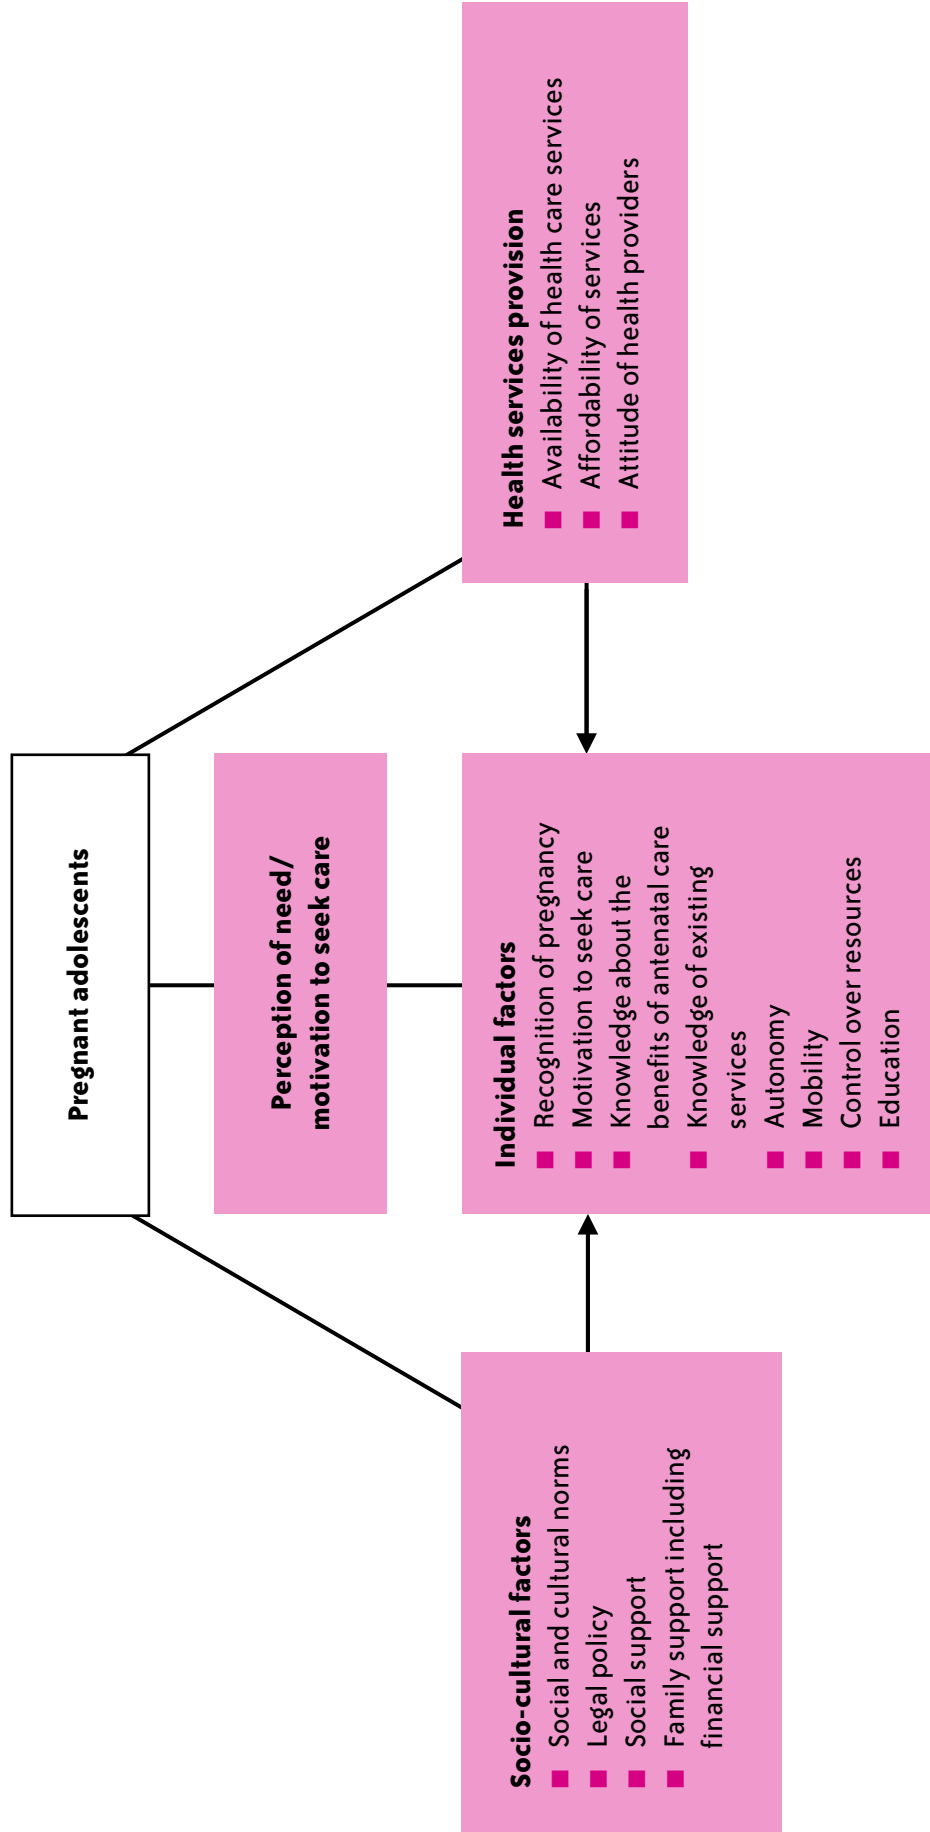 Pregnant adolescents
Perception of need/
motivation to seek care
Socio-cultural factors
■ Social and cultural norms
■ Legal policy
■ Social support
■ Family support including
financial support
Individual factors
■ Recognition of pregnancy
■ Motivation to seek care
■ Knowledge about the
benefits of antenatal care
■ Knowledge of existing
services
■ Autonomy
■ Mobility
■ Control over resources
■ Education
Health services provision
■ Availability of health care services
■ Affordability of services
■ Attitude of health providers